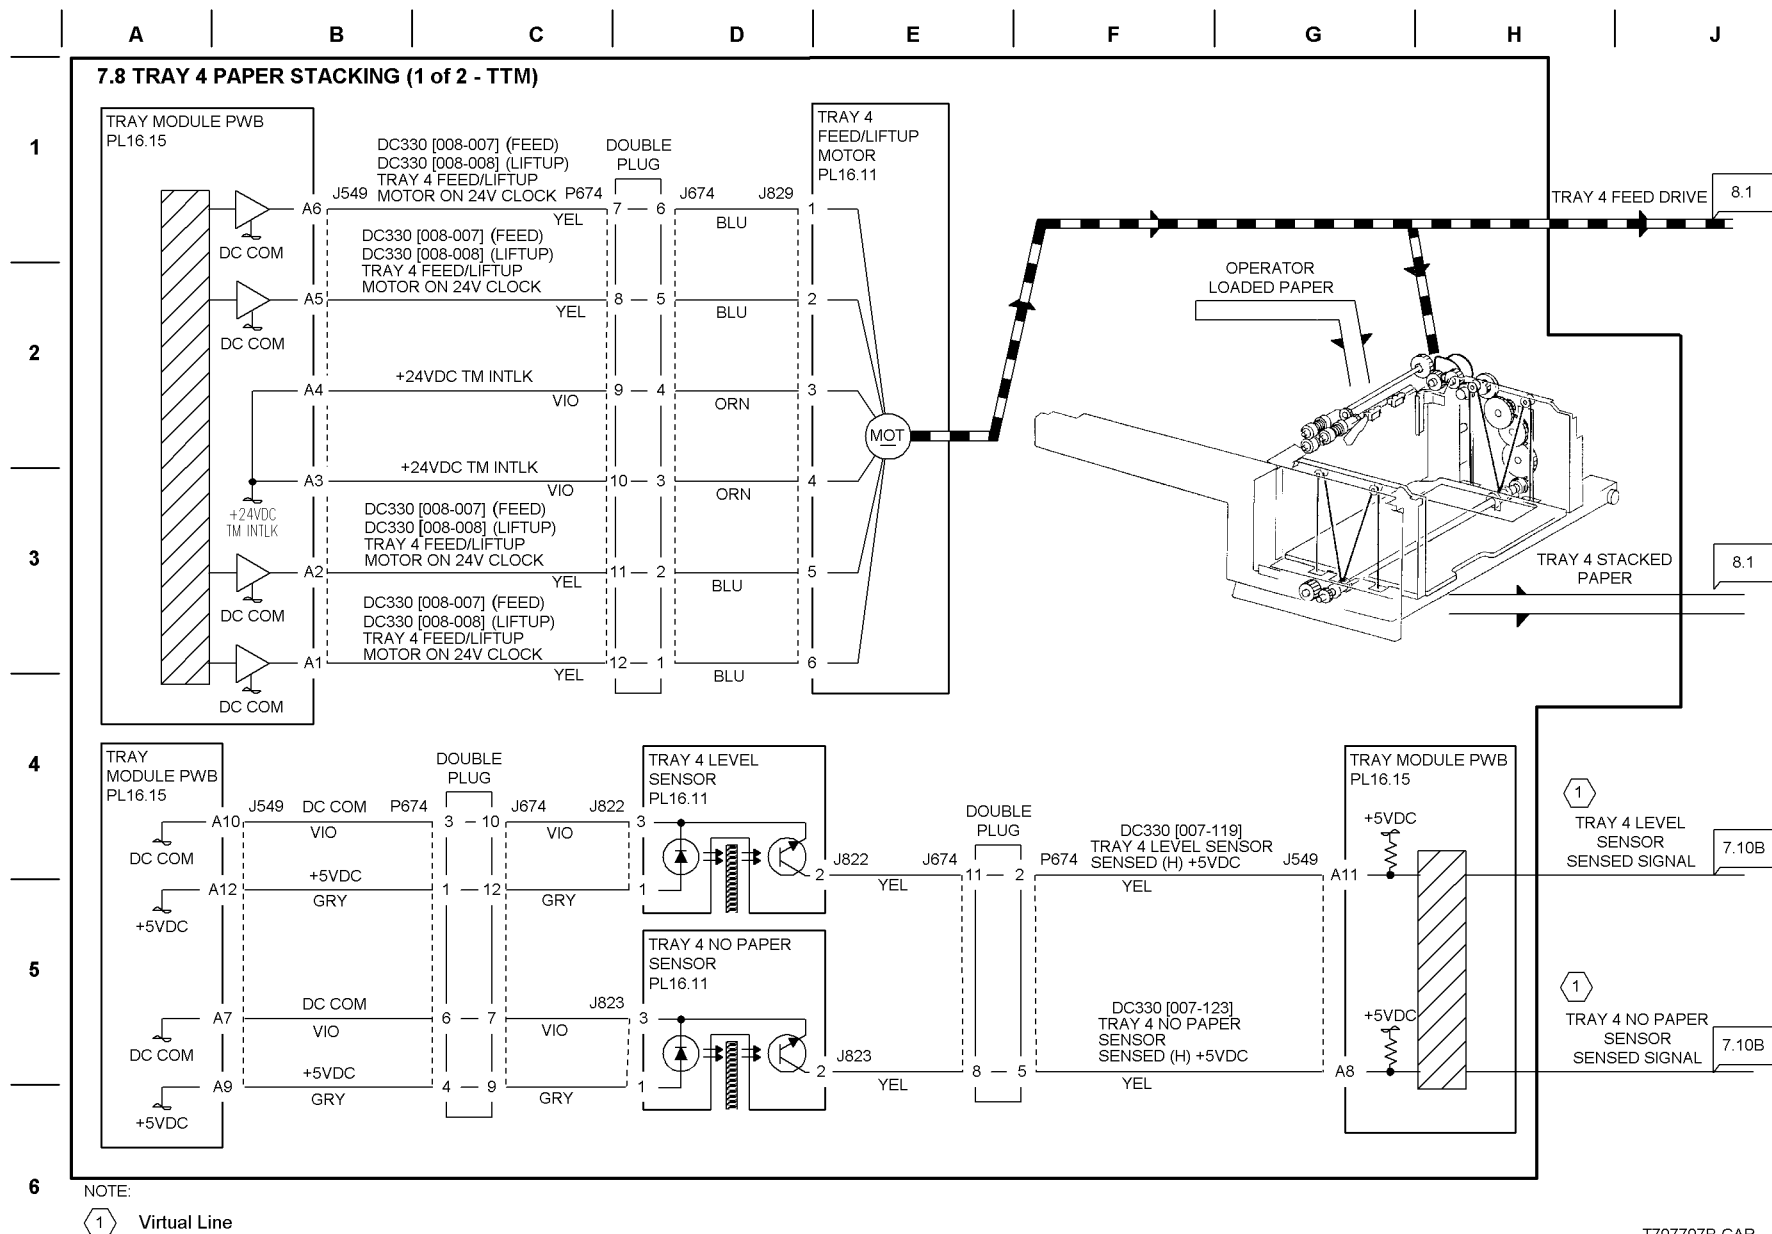 A B C D E F G H J
7.8 TRAY 4 PAPER STACKING (1 of 2 - TTM)
1
2
3
4
5
6
TRAY MODULE PWB
PL16.15
DC330 [008-007] (FEED)
DC330 [008-008] (LIFTUP)
TRAY 4 FEED/LIFTUP
MOTOR ON 24V CLOCK
DOUBLE
PLUG
TRAY 4
FEED/LIFTUP
MOTOR
PL16.11
J549 P674 J674 J829
A6 YEL 7 6 BLU 1
DC COM
DC330 [008-007] (FEED)
DC330 [008-008] (LIFTUP)
TRAY 4 FEED/LIFTUP
MOTOR ON 24V CLOCK
A5 YEL 8 5 BLU 2
DC COM
+24VDC TM INTLK
A4 VIO 9 4 ORN 3
MOT
+24VDC TM INTLK
A3 VIO 10 3 ORN 4
+24VDC
TM INTLK
DC330 [008-007] (FEED)
DC330 [008-008] (LIFTUP)
TRAY 4 FEED/LIFTUP
MOTOR ON 24V CLOCK
A2 YEL 11 2 BLU 5
DC COM
DC330 [008-007] (FEED)
DC330 [008-008] (LIFTUP)
TRAY 4 FEED/LIFTUP
MOTOR ON 24V CLOCK
A1 YEL 12 1 BLU 6
DC COM
TRAY 4 FEED DRIVE 8.1
OPERATOR
LOADED PAPER
TRAY 4 STACKED
PAPER
8.1
TRAY
MODULE PWB
PL16.15
DOUBLE
PLUG
TRAY 4 LEVEL
SENSOR
PL16.11
J549 DC COM P674 J674 J822
A10 VIO 3 10 VIO 3
DC COM
+5VDC
A12 GRY 1 12 GRY 1
+5VDC
DOUBLE
PLUG
J822 J674 P674 J549
2 YEL 11 2 YEL A11
DC330 [007-119]
TRAY 4 LEVEL SENSOR
SENSED (H) +5VDC
TRAY MODULE PWB
PL16.15
+5VDC
1
TRAY 4 LEVEL
SENSOR
SENSED SIGNAL
7.10B
TRAY 4 NO PAPER
SENSOR
PL16.11
DC COM J823
A7 VIO 6 7 VIO 3
DC COM
+5VDC
A9 GRY 4 9 GRY 1
+5VDC
J823
2 YEL 8 5 YEL A8
DC330 [007-123]
TRAY 4 NO PAPER
SENSOR
SENSED (H) +5VDC
+5VDC
1
TRAY 4 NO PAPER
SENSOR
SENSED SIGNAL
7.10B
NOTE:
1 Virtual Line